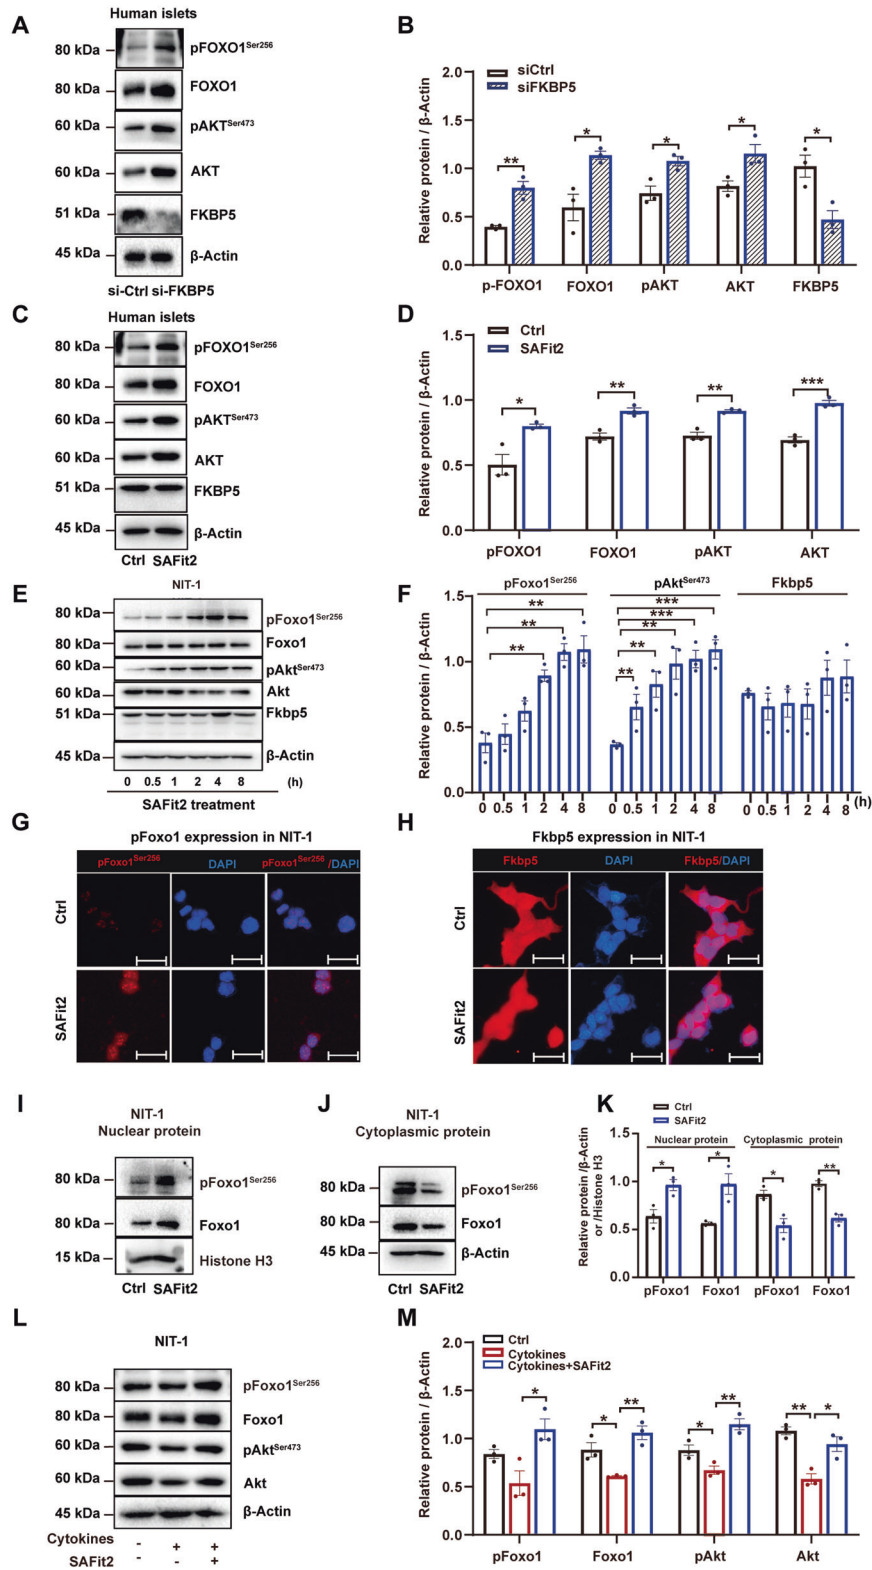 A
Human islets
80 kDa
pFOXO1Ser256
80 kDa
FOXO1
60 kDa
pAKTSer473
60 kDa
AKT
51 kDa
FKBP5
45 kDa
β-Actin
si-Ctrl si-FKBP5
B
siCtrl
siFKBP5
Relative protein / β-Actin
2.0
1.5
1.0
0.5
0.0
** * * * *
p-FOXO1 FOXO1 pAKT AKT FKBP5
C
Human islets
80 kDa
pFOXO1Ser256
80 kDa
FOXO1
60 kDa
pAKTSer473
60 kDa
AKT
51 kDa
FKBP5
45 kDa
β-Actin
Ctrl SAFit2
D
Ctrl
SAFit2
Relative protein / β-Actin
1.5
1.0
0.5
0.0
* ** ** ***
pFOXO1 FOXO1 pAKT AKT
E
NIT-1
80 kDa
pFoxo1Ser256
80 kDa
Foxo1
60 kDa
pAktSer473
60 kDa
Akt
51 kDa
Fkbp5
45 kDa
β-Actin
0 0.5 1 2 4 8 (h)
SAFit2 treatment
F
pFoxo1Ser256 pAktSer473 Fkbp5
Relative protein / β-Actin
1.5
1.0
0.5
0.0
**
**
**
***
***
**
**
**
0 0.5 1 2 4 8 0 0.5 1 2 4 8 0 0.5 1 2 4 8 (h)
G
pFoxo1 expression in NIT-1
pFoxo1Ser256 DAPI pFoxo1Ser256 /DAPI
Ctrl
SAFit2
H
Fkbp5 expression in NIT-1
Fkbp5 DAPI Fkbp5/DAPI
Ctrl
SAFit2
I
NIT-1
Nuclear protein
80 kDa
pFoxo1Ser256
80 kDa
Foxo1
15 kDa
Histone H3
Ctrl SAFit2
J
NIT-1
Cytoplasmic protein
80 kDa
pFoxo1Ser256
80 kDa
Foxo1
45 kDa
β-Actin
Ctrl SAFit2
K
Ctrl
SAFit2
Nuclear protein Cytoplasmic protein
Relative protein /β-Actin
or /Histone H3
1.5
1.0
0.5
0.0
* * * **
pFoxo1 Foxo1 pFoxo1 Foxo1
L
NIT-1
80 kDa
pFoxo1Ser256
80 kDa
Foxo1
60 kDa
pAktSer473
60 kDa
Akt
45 kDa
β-Actin
Cytokines - + +
SAFit2 - - +
M
Ctrl
Cytokines
Cytokines+SAFit2
Relative protein / β-Actin
2.0
1.5
1.0
0.5
0.0
* * ** * ** ** *
pFoxo1 Foxo1 pAkt Akt